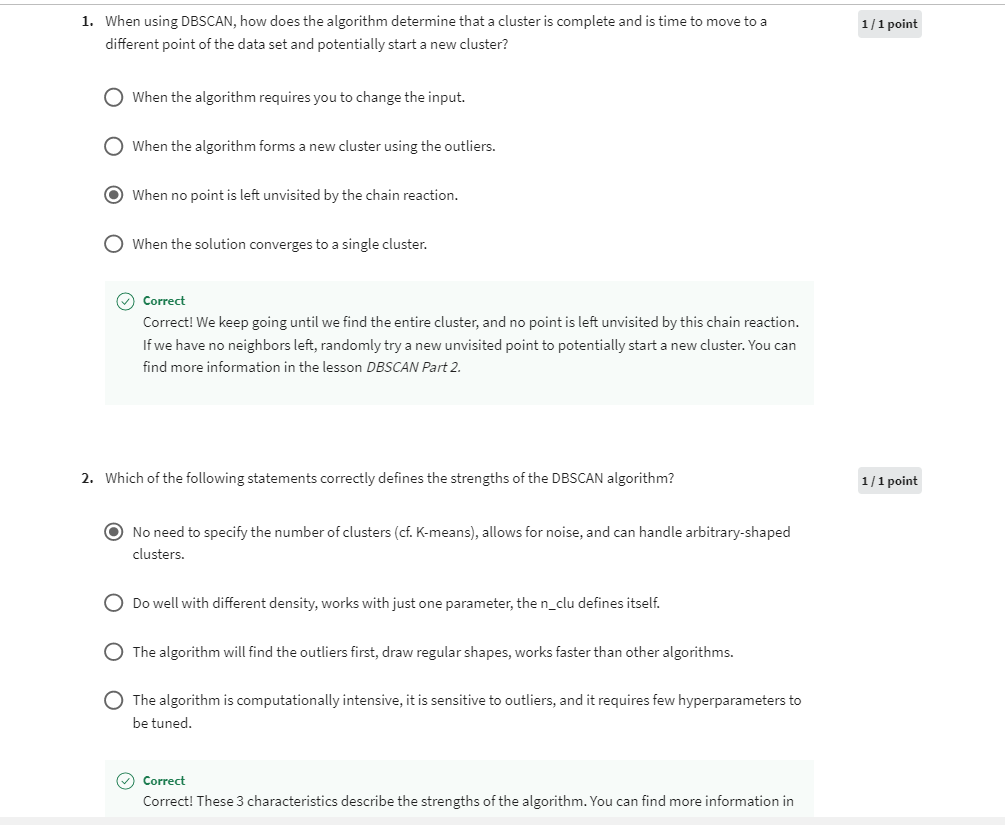 1. When using DBSCAN, how does the algorithm determine that a cluster is complete and is time to move to a
1 / 1 point
different point of the data set and potentially start a new cluster?
When the algorithm requires you to change the input.
When the algorithm forms a new cluster using the outliers.
When no point is left unvisited by the chain reaction.
When the solution converges to a single cluster.
Correct
Correct! We keep going until we find the entire cluster, and no point is left unvisited by this chain reaction.
If we have no neighbors left, randomly try a new unvisited point to potentially start a new cluster. You can
find more information in the lesson DBSCAN Part 2.
2. Which of the following statements correctly defines the strengths of the DBSCAN algorithm?
1 / 1 point
No need to specify the number of clusters (cf. K-means), allows for noise, and can handle arbitrary-shaped
clusters.
Do well with different density, works with just one parameter, the n_clu defines itself.
The algorithm will find the outliers first, draw regular shapes, works faster than other algorithms.
The algorithm is computationally intensive, it is sensitive to outliers, and it requires few hyperparameters to
be tuned.
Correct
Correct! These 3 characteristics describe the strengths of the algorithm. You can find more information in